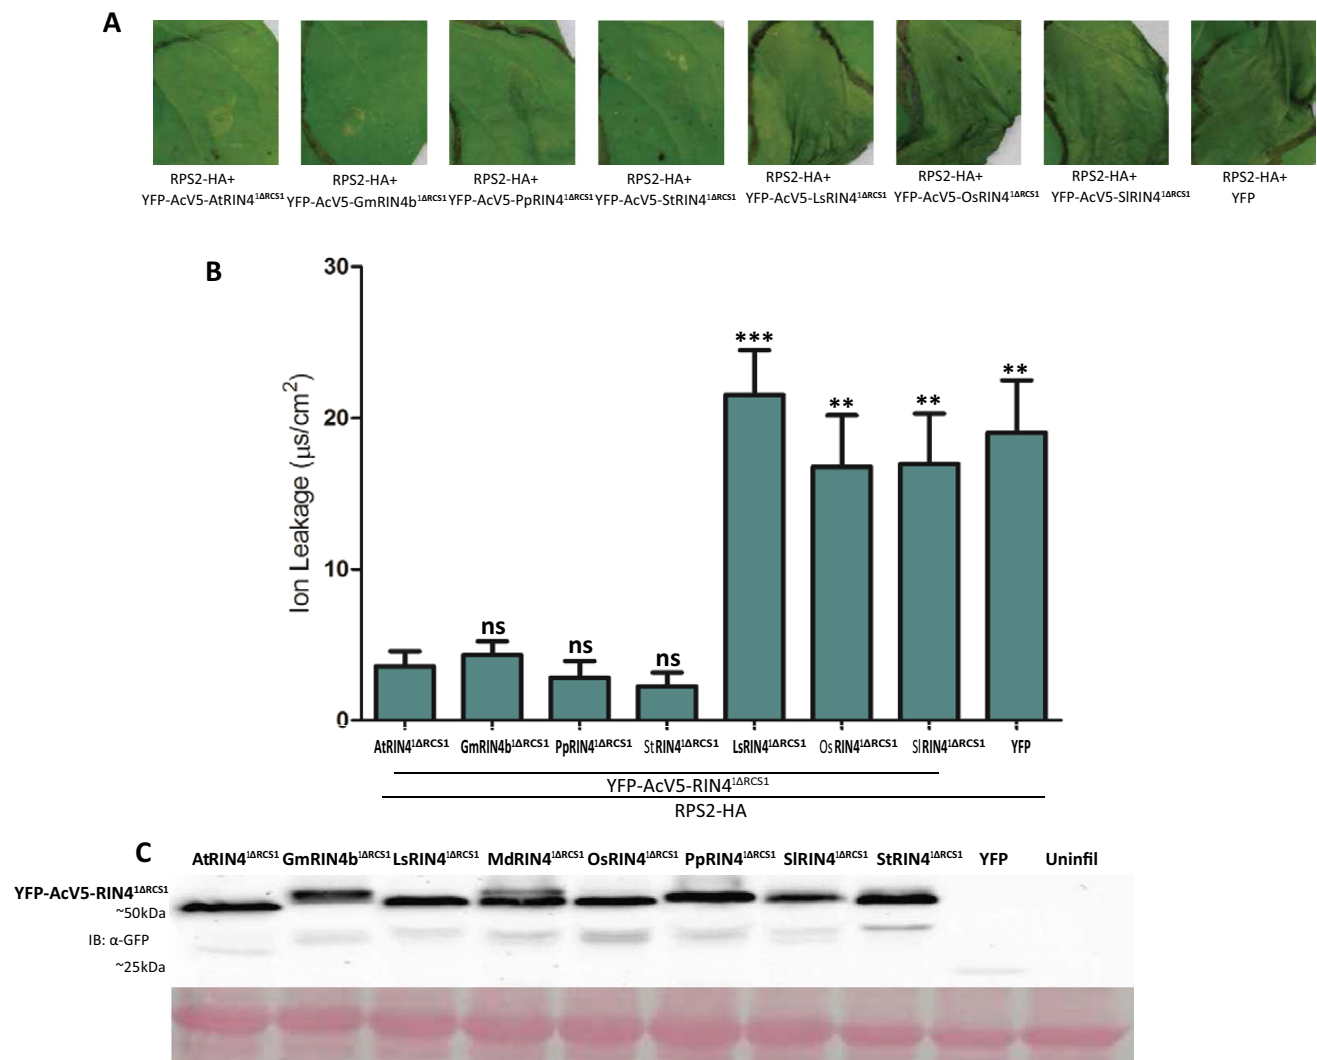 A
RPS2-HA+ RPS2-HA+ RPS2-HA+ RPS2-HA+ RPS2-HA+ RPS2-HA+ RPS2-HA+ RPS2-HA+
YFP-AcV5-AtRIN4¹ΔRCS1 YFP-AcV5-GmRIN4b¹ΔRCS1 YFP-AcV5-PpRIN4¹ΔRCS1 YFP-AcV5-StRIN4¹ΔRCS1 YFP-AcV5-LsRIN4¹ΔRCS1 YFP-AcV5-OsRIN4¹ΔRCS1 YFP-AcV5-SlRIN4¹ΔRCS1 YFP
B
Ion Leakage (µs/cm²)
30
20
10
0
ns ns ns *** ** ** **
AtRIN4¹ΔRCS1 GmRIN4b¹ΔRCS1 PpRIN4¹ΔRCS1 StRIN4¹ΔRCS1 LsRIN4¹ΔRCS1 OsRIN4¹ΔRCS1 SlRIN4¹ΔRCS1 YFP
YFP-AcV5-RIN4¹ΔRCS1
RPS2-HA
C
AtRIN4¹ΔRCS1 GmRIN4b¹ΔRCS1 LsRIN4¹ΔRCS1 MdRIN4¹ΔRCS1 OsRIN4¹ΔRCS1 PpRIN4¹ΔRCS1 SlRIN4¹ΔRCS1 StRIN4¹ΔRCS1 YFP Uninfil
YFP-AcV5-RIN4¹ΔRCS1
~50kDa
IB: α-GFP
~25kDa